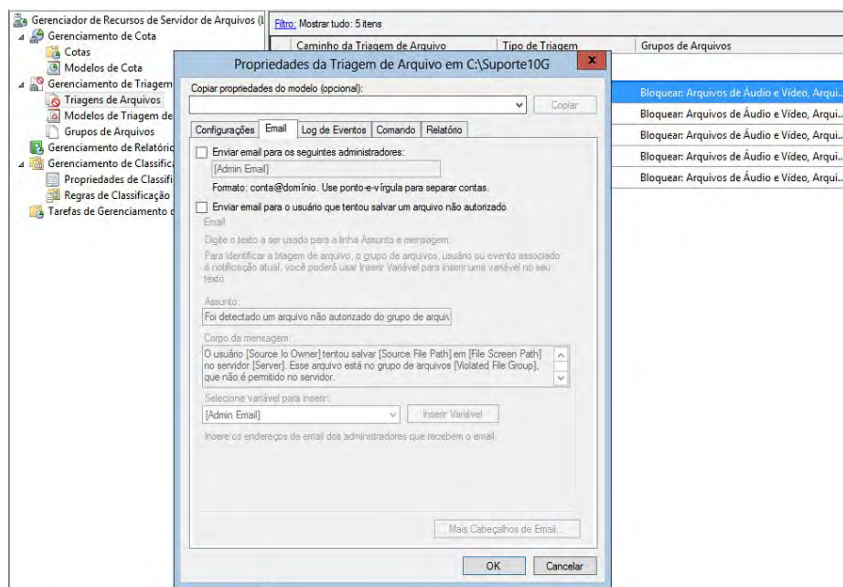 Gerenciador de Recursos de Servidor de Arquivos (L
Gerenciamento de Cota
Cotas
Modelos de Cota
Gerenciamento de Triagem
Triagens de Arquivos
Modelos de Triagem de
Grupos de Arquivos
Gerenciamento de Relatóric
Gerenciamento de Classifica
Propriedades de Classifi
Regras de Classificação
Tarefas de Gerenciamento d
Filtro: Mostrar tudo: 5 itens
Caminho da Triagem de Arquivo Tipo de Triagem Grupos de Arquivos
Bloquear: Arquivos de Áudio e Vídeo, Arqui...
Bloquear: Arquivos de Áudio e Vídeo, Arqui...
Bloquear: Arquivos de Áudio e Vídeo, Arqui...
Bloquear: Arquivos de Áudio e Vídeo, Arqui...
Bloquear: Arquivos de Áudio e Vídeo, Arqui...
Propriedades da Triagem de Arquivo em C:\Suporte10G
x
Copiar propriedades do modelo (opcional):
Copiar
Configurações Email Log de Eventos Comando Relatório
Enviar email para os seguintes administradores:
[Admin Email]
Formato: conta@domínio. Use ponto-e-vírgula para separar contas.
Enviar email para o usuário que tentou salvar um arquivo não autorizado
Email
Digite o texto a ser usado para a linha Assunto e mensagem.
Para identificar a triagem de arquivo, o grupo de arquivos, usuário ou evento associado
à notificação atual, você poderá usar Inserir Variável para inserir uma variável no seu
texto.
Assunto:
Foi detectado um arquivo não autorizado do grupo de arquiv
Corpo da mensagem:
O usuário [Source Io Owner] tentou salvar [Source File Path] em [File Screen Path]
no servidor [Server]. Esse arquivo está no grupo de arquivos [Violated File Group],
que não é permitido no servidor.
Selecione variável para inserir:
[Admin Email] Inserir Variável
Insere os endereços de email dos administradores que recebem o email.
Mais Cabeçalhos de Email...
OK Cancelar